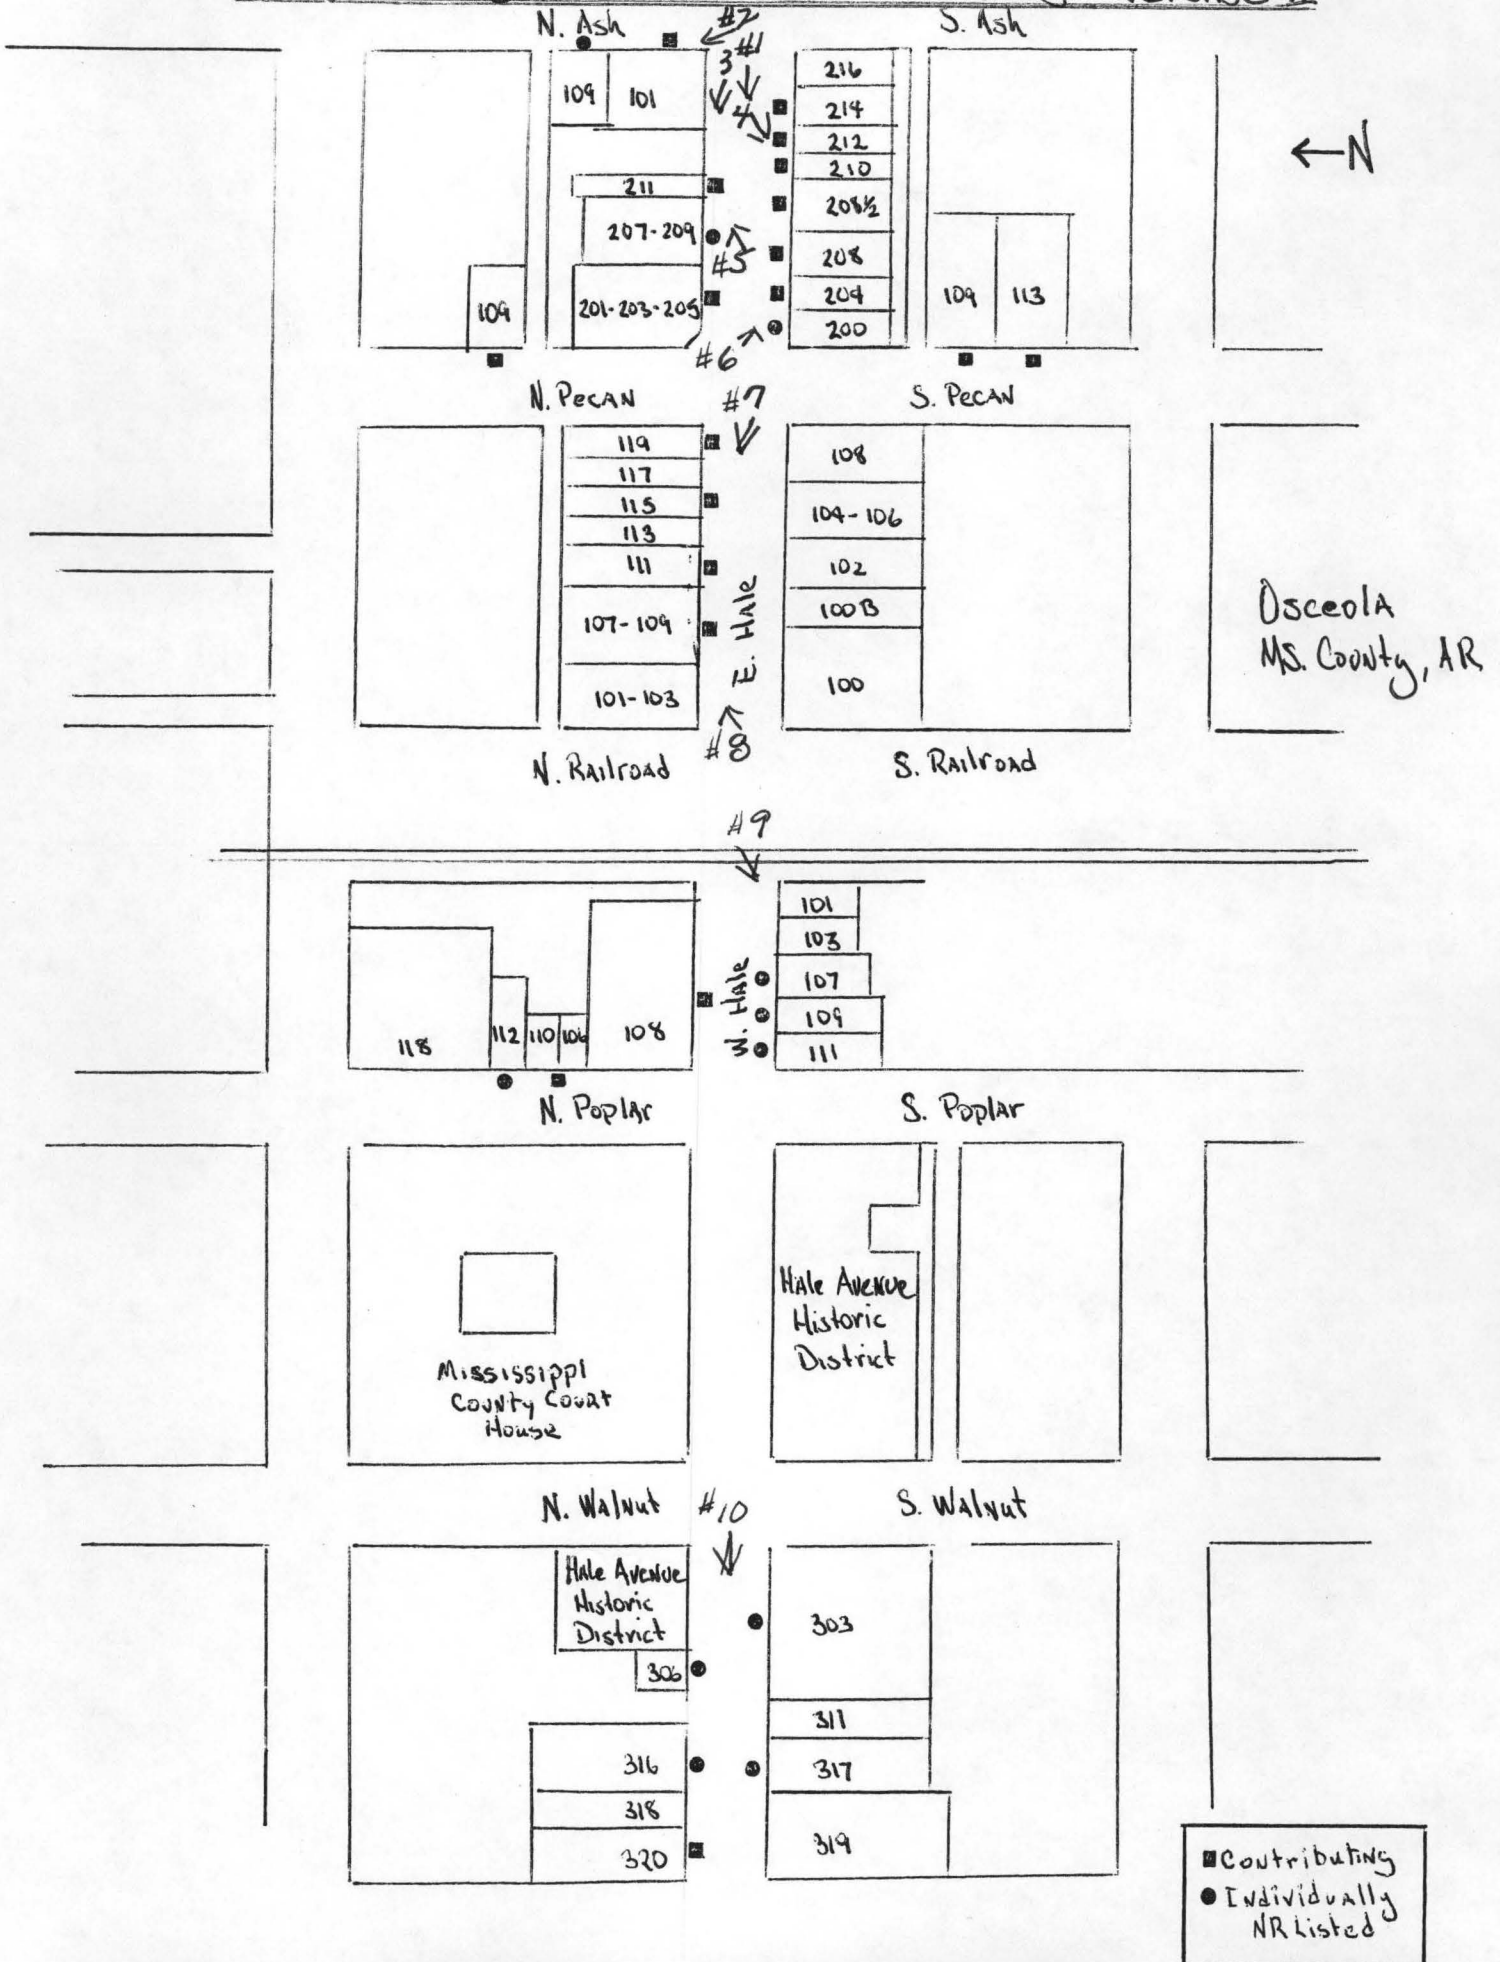 N. Ash
#2
S. Ash
#1
3
109
101
4
216
214
212
210
208½
208
204
200
← N
211
207-209
#5
201-203-205
109
109
113
#6
N. Pecan
#7
S. Pecan
119
117
115
113
111
107-109
101-103
E. Hale
108
104-106
102
100B
100
Osceola
MS. County, AR
#8
N. Railroad
S. Railroad
#9
118
112
110
106
108
W. Hale
101
103
107
109
111
N. Poplar
S. Poplar
Mississippi
County Court
House
Hale Avenue
Historic
District
N. Walnut
#10
S. Walnut
Hale Avenue
Historic
District
306
316
318
320
303
311
317
319
■ Contributing
● Individually
NR Listed